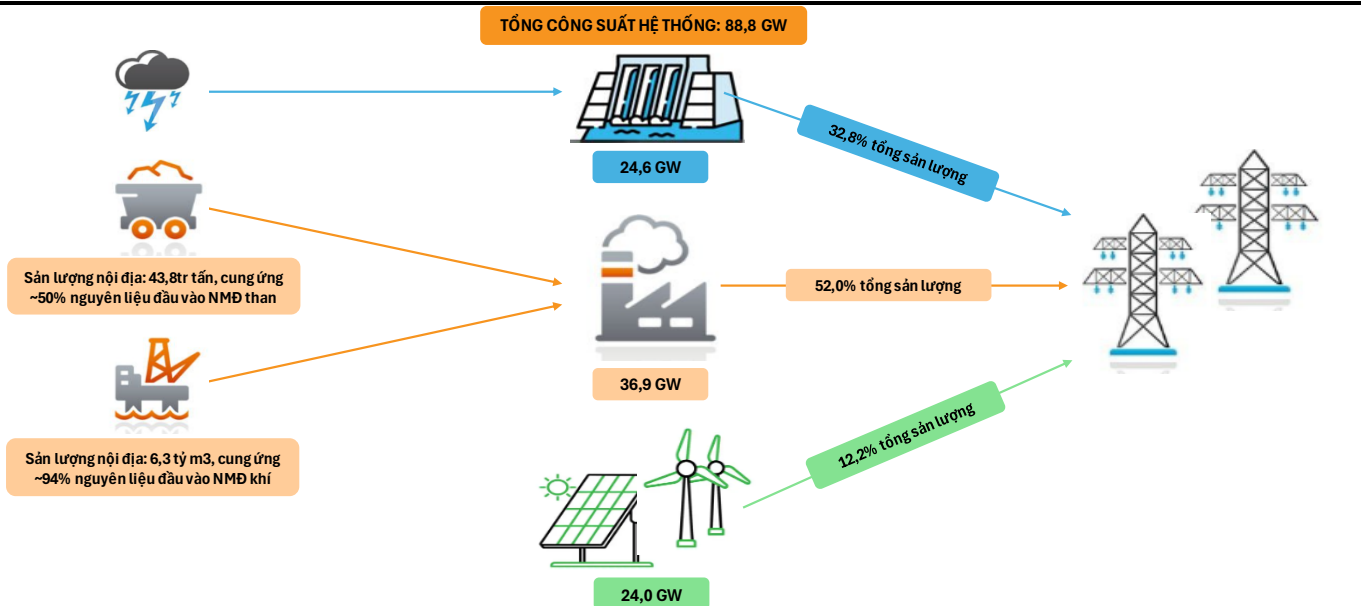 TỔNG CÔNG SUẤT HỆ THỐNG: 88,8 GW
32,8% tổng sản lượng
24,6 GW
Sản lượng nội địa: 43,8tr tấn, cung ứng
~50% nguyên liệu đầu vào NMĐ than
52,0% tổng sản lượng
36,9 GW
Sản lượng nội địa: 6,3 tỷ m3, cung ứng
~94% nguyên liệu đầu vào NMĐ khí
12,2% tổng sản lượng
24,0 GW